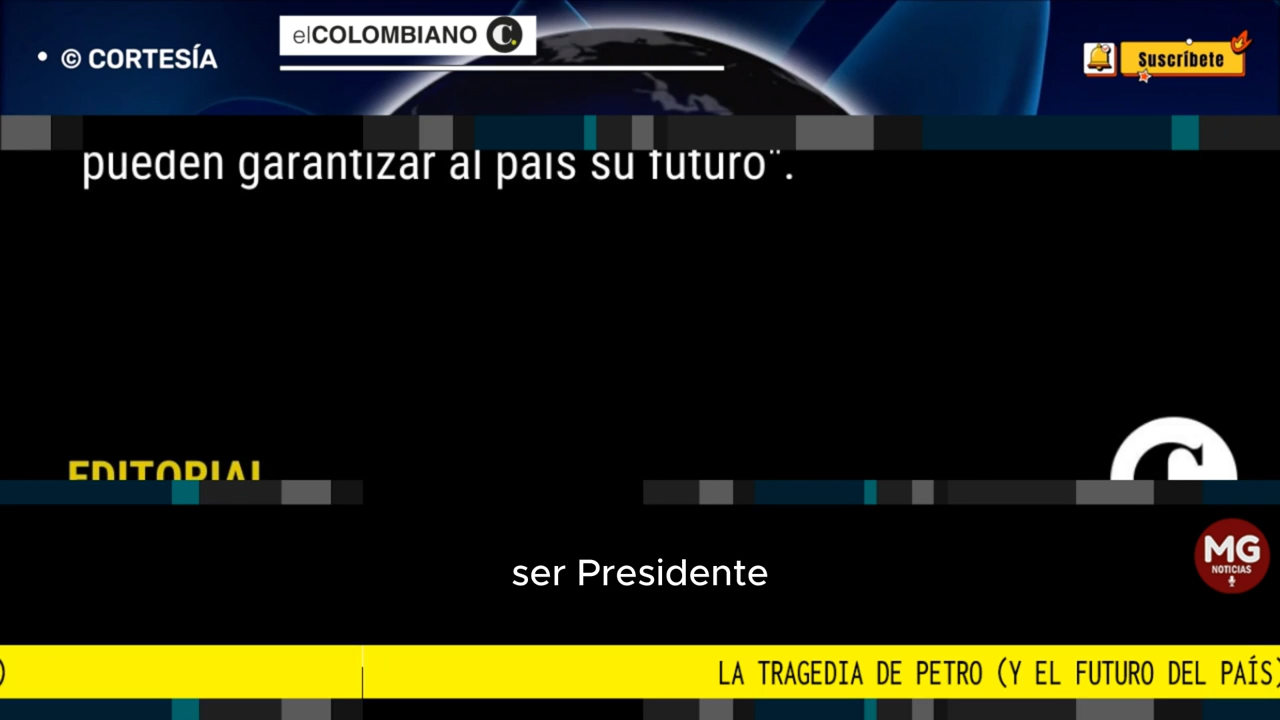 elCOLOMBIANO C.
• © CORTESÍA
Suscríbete
pueden garantizar al país su futuro".
EDITORIAL
C
MG
NOTICIAS
ser Presidente
) LA TRAGEDIA DE PETRO (Y EL FUTURO DEL PAÍS)